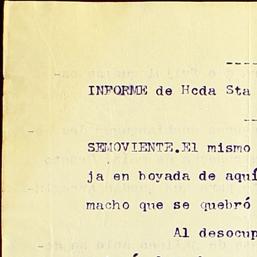 INFORME de Hcda Sta
SEMOVIENTE.El mismo
ja en boyada de aquí
macho que se quebró
Al desocup